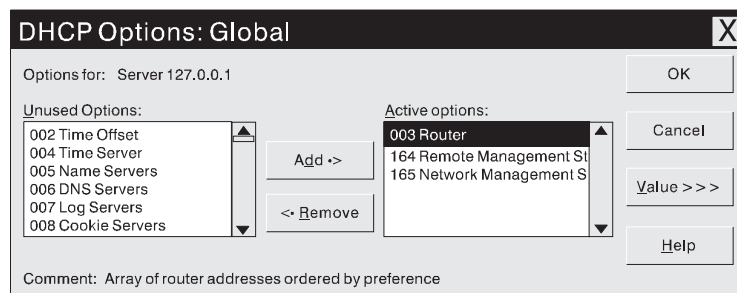 DHCP Options: Global
X
Options for: Server 127.0.0.1
OK
Unused Options:
002 Time Offset
004 Time Server
005 Name Servers
006 DNS Servers
007 Log Servers
008 Cookie Servers
Add ·>
<· Remove
Active options:
003 Router
164 Remote Management St
165 Network Management S
Cancel
Value >>>
Help
Comment: Array of router addresses ordered by preference